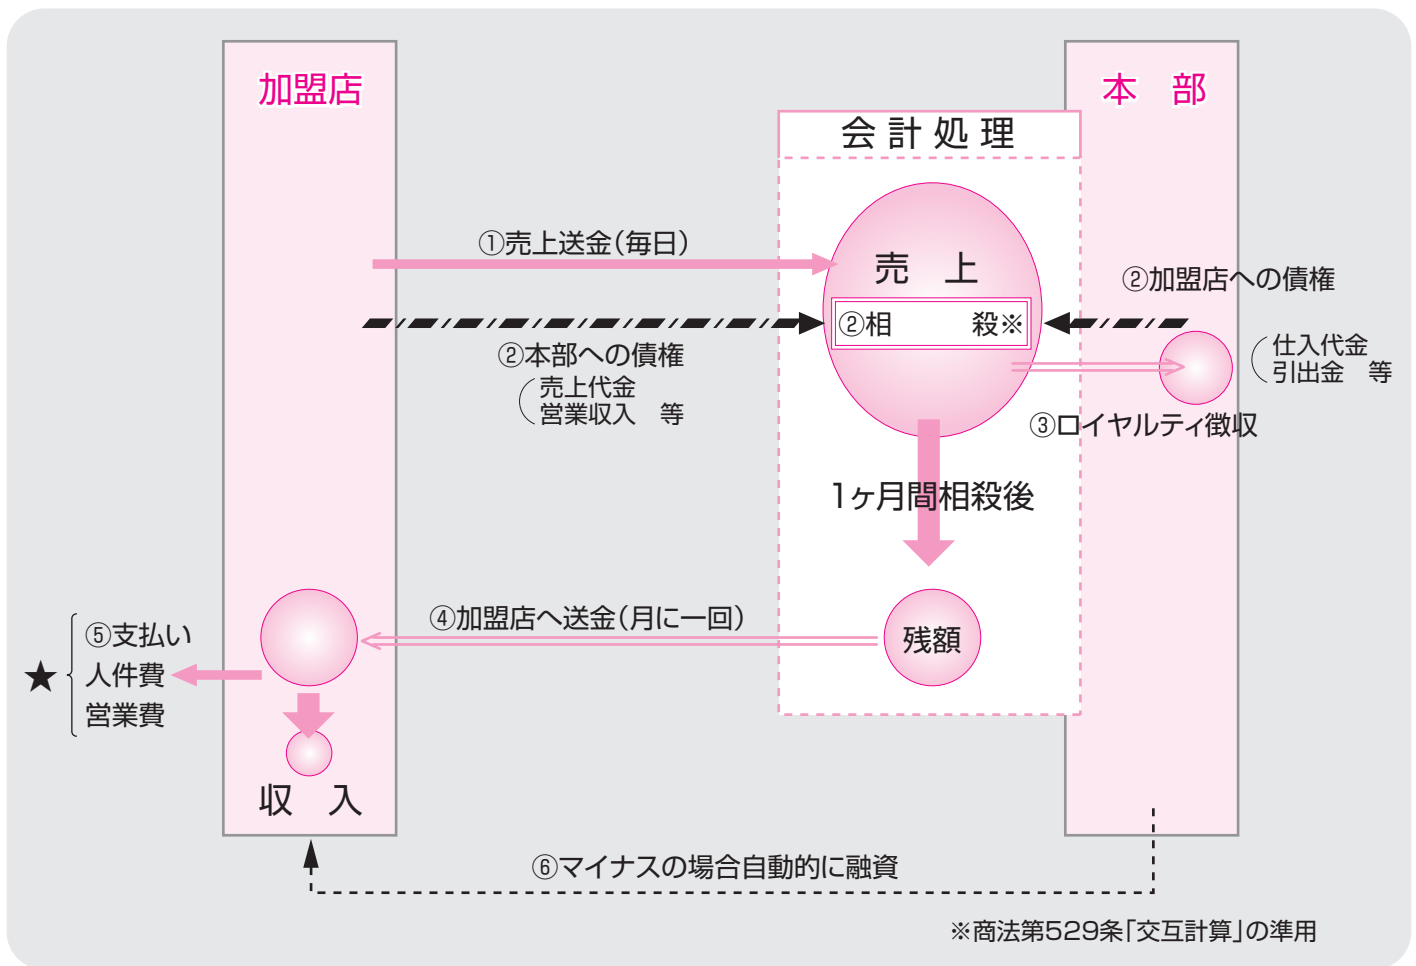 加盟店
本　部
会計処理
①売上送金(毎日)
売　上
②加盟店への債権
②相　　殺※
②本部への債権
売上代金
営業収入　等
仕入代金
引出金　等
③ロイヤルティ徴収
1ヶ月間相殺後
④加盟店へ送金(月に一回)
残額
★
⑤支払い
人件費
営業費
収　入
⑥マイナスの場合自動的に融資
※商法第529条「交互計算」の準用